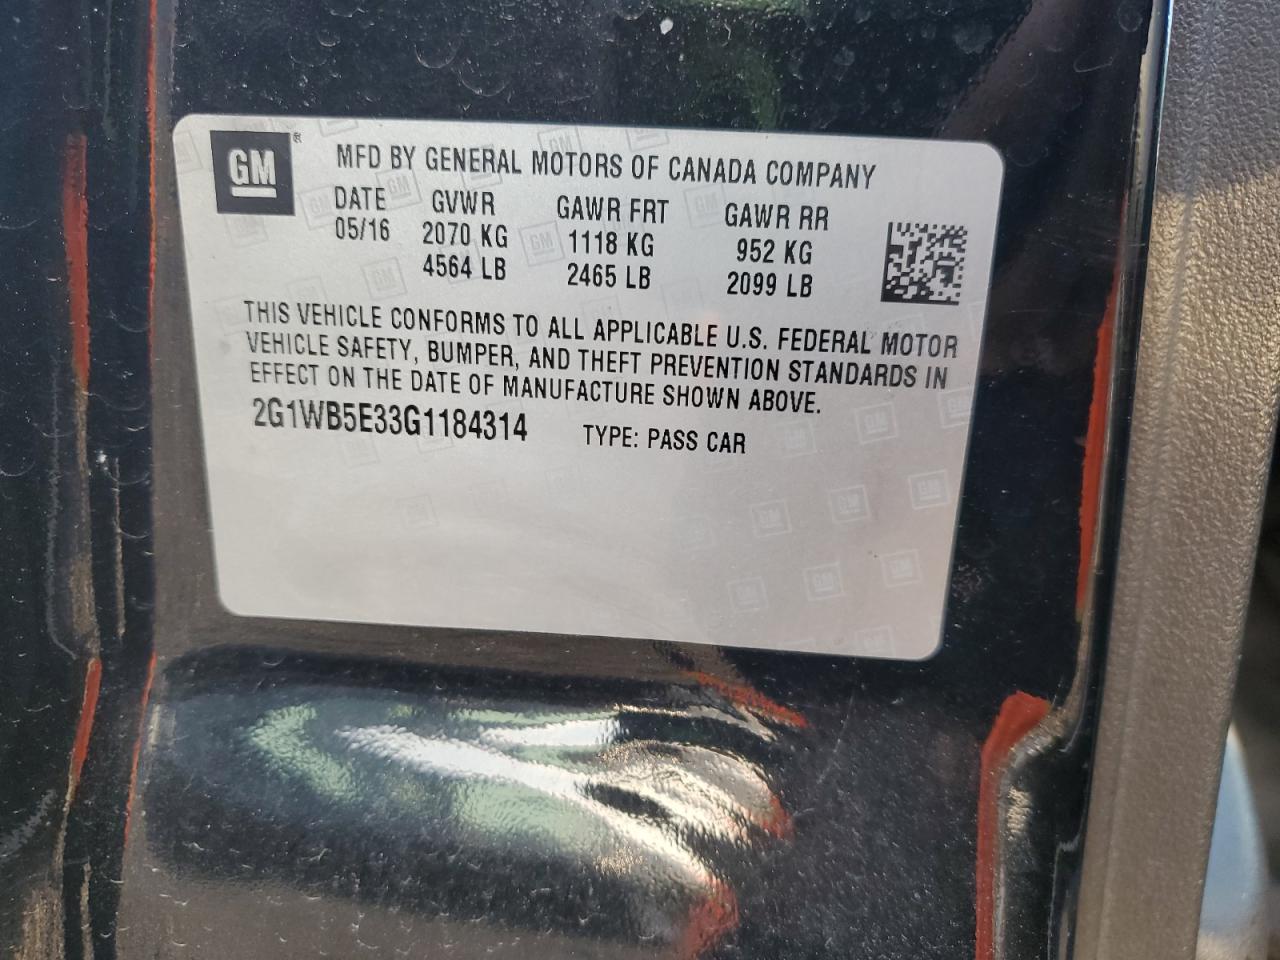 GM ®
MFD BY GENERAL MOTORS OF CANADA COMPANY
DATE GVWR GAWR FRT GAWR RR
05/16 2070 KG 1118 KG 952 KG
4564 LB 2465 LB 2099 LB
THIS VEHICLE CONFORMS TO ALL APPLICABLE U.S. FEDERAL MOTOR
VEHICLE SAFETY, BUMPER, AND THEFT PREVENTION STANDARDS IN
EFFECT ON THE DATE OF MANUFACTURE SHOWN ABOVE.
2G1WB5E33G1184314 TYPE: PASS CAR